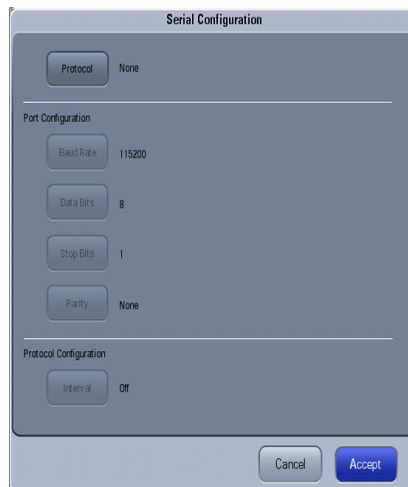 Serial Configuration
Protocol None
Port Configuration
Baud Rate 115200
Data Bits 8
Stop Bits 1
Parity None
Protocol Configuration
Interval Off
Cancel Accept